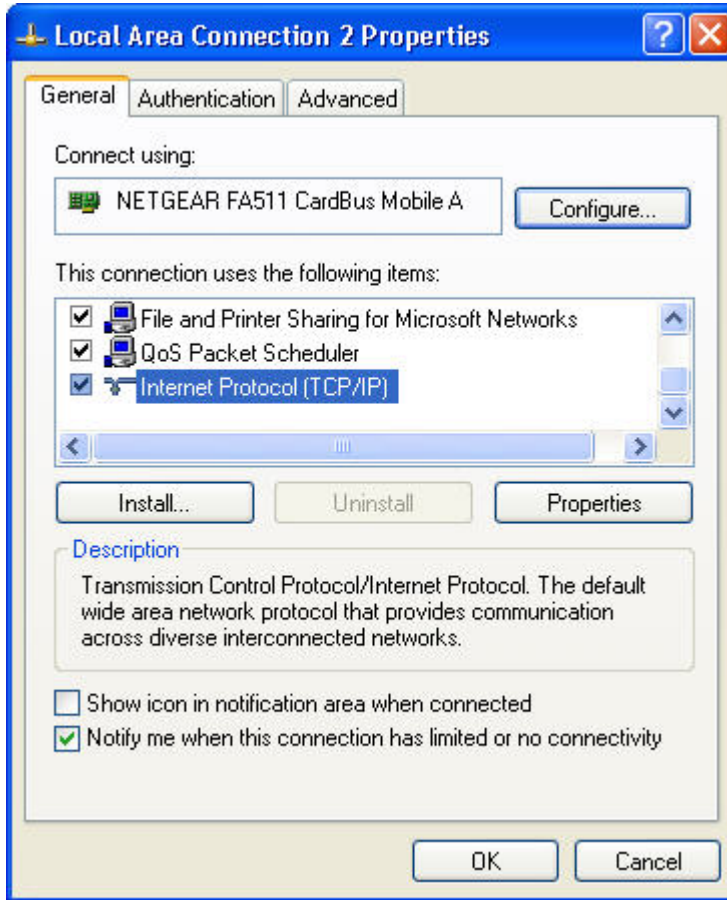 Local Area Connection 2 Properties
General Authentication Advanced
Connect using:
NETGEAR FA511 CardBus Mobile A
Configure...
This connection uses the following items:
File and Printer Sharing for Microsoft Networks
QoS Packet Scheduler
Internet Protocol (TCP/IP)
Install... Uninstall Properties
Description
Transmission Control Protocol/Internet Protocol. The default
wide area network protocol that provides communication
across diverse interconnected networks.
Show icon in notification area when connected
Notify me when this connection has limited or no connectivity
OK Cancel